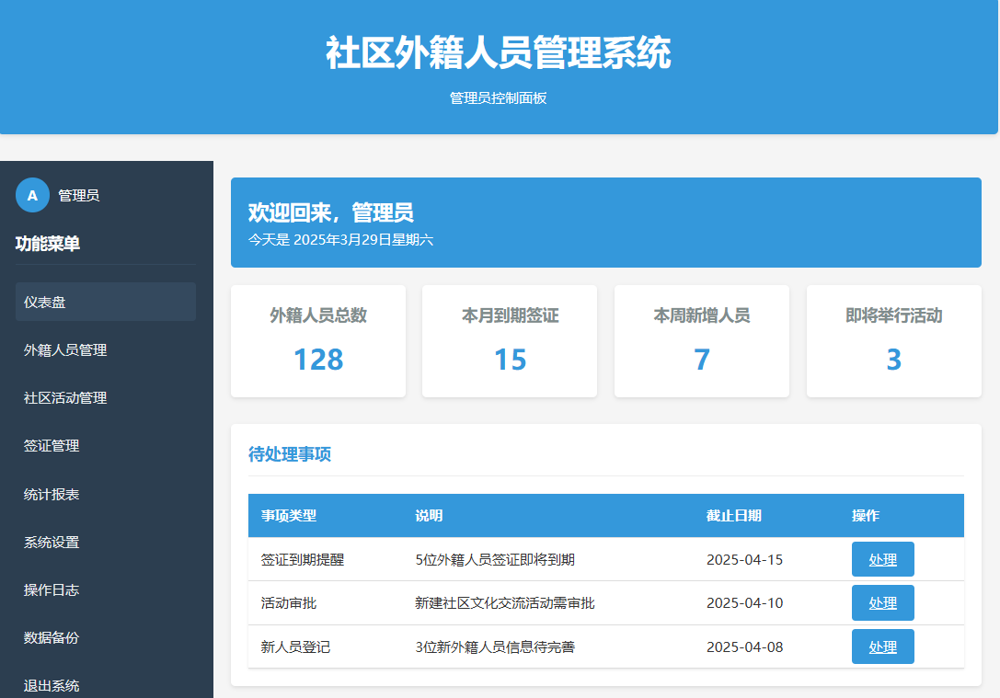 社区外籍人员管理系统
管理员控制面板
A 管理员
功能菜单
仪表盘
外籍人员管理
社区活动管理
签证管理
统计报表
系统设置
操作日志
数据备份
退出系统
欢迎回来，管理员
今天是 2025年3月29日星期六
外籍人员总数 本月到期签证 本周新增人员 即将举行活动
128 15 7 3
待处理事项
事项类型 说明 截止日期 操作
签证到期提醒 5位外籍人员签证即将到期 2025-04-15 处理
活动审批 新建社区文化交流活动需审批 2025-04-10 处理
新人员登记 3位新外籍人员信息待完善 2025-04-08 处理